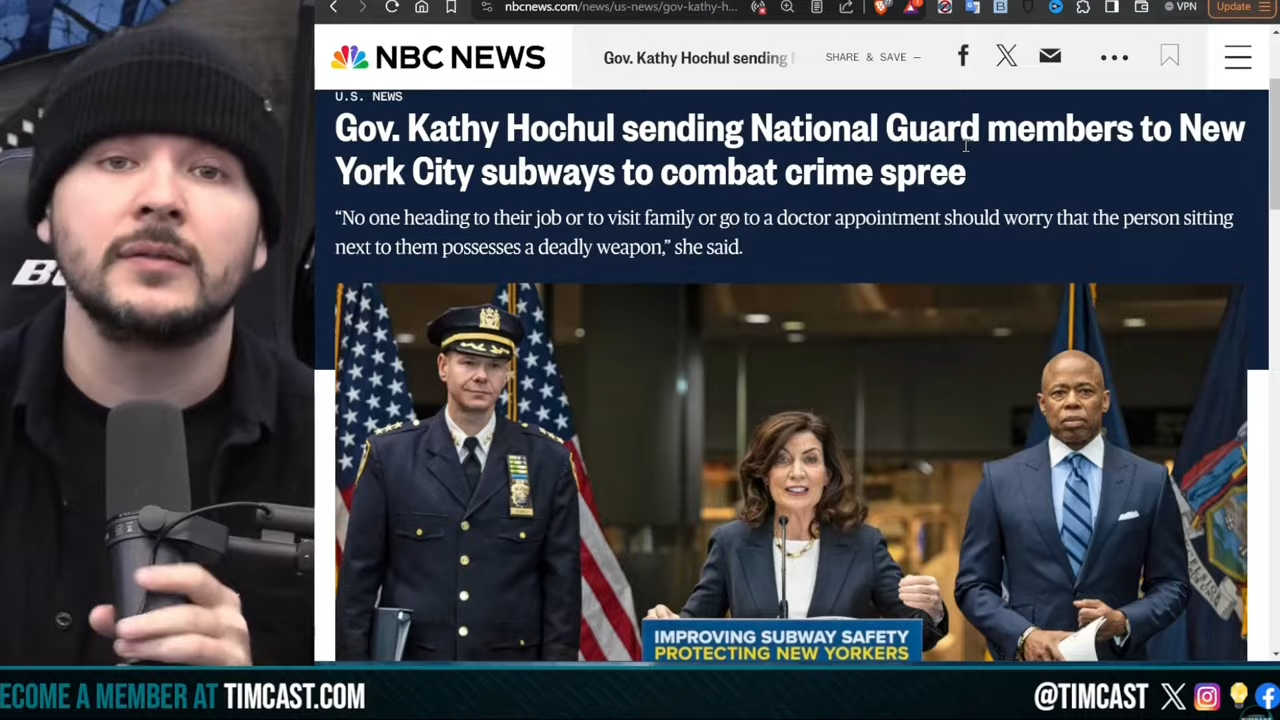 nbcnews.com/news/us-news/gov-kathy-h...
VPN
Update
NBC NEWS
Gov. Kathy Hochul sending
SHARE & SAVE —
U.S. NEWS
Gov. Kathy Hochul sending National Guard members to New
York City subways to combat crime spree
“No one heading to their job or to visit family or go to a doctor appointment should worry that the person sitting
next to them possesses a deadly weapon,” she said.
IMPROVING SUBWAY SAFETY
PROTECTING NEW YORKERS
ECOME A MEMBER AT TIMCAST.COM
@TIMCAST